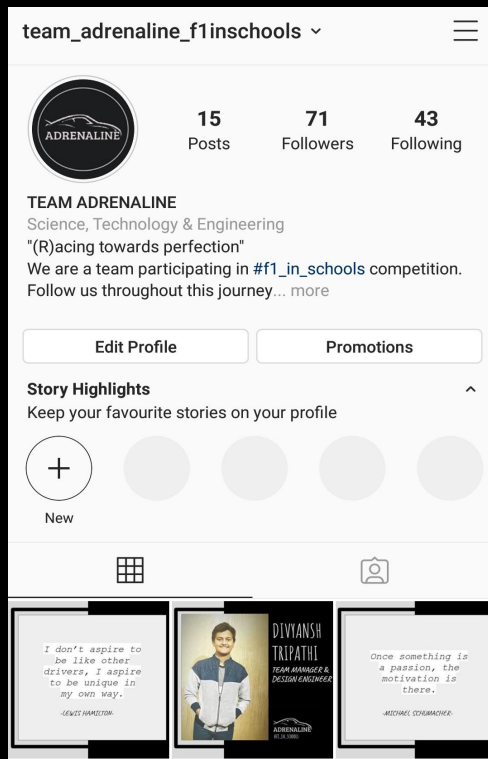 team_adrenaline_f1inschools
ADRENALINE
15
Posts
71
Followers
43
Following
TEAM ADRENALINE
Science, Technology & Engineering
"(R)acing towards perfection"
We are a team participating in #f1_in_schools competition.
Follow us throughout this journey... more
Edit Profile
Promotions
Story Highlights
Keep your favourite stories on your profile
New
I don't aspire to
be like other
drivers, I aspire
to be unique in
my own way.
-LEWIS HAMILTON-
DIVYANSH
TRIPATHI
TEAM MANAGER &
DESIGN ENGINEER
ADRENALINE
Once something is
a passion, the
motivation is
there.
-MICHAEL SCHUMACHER-